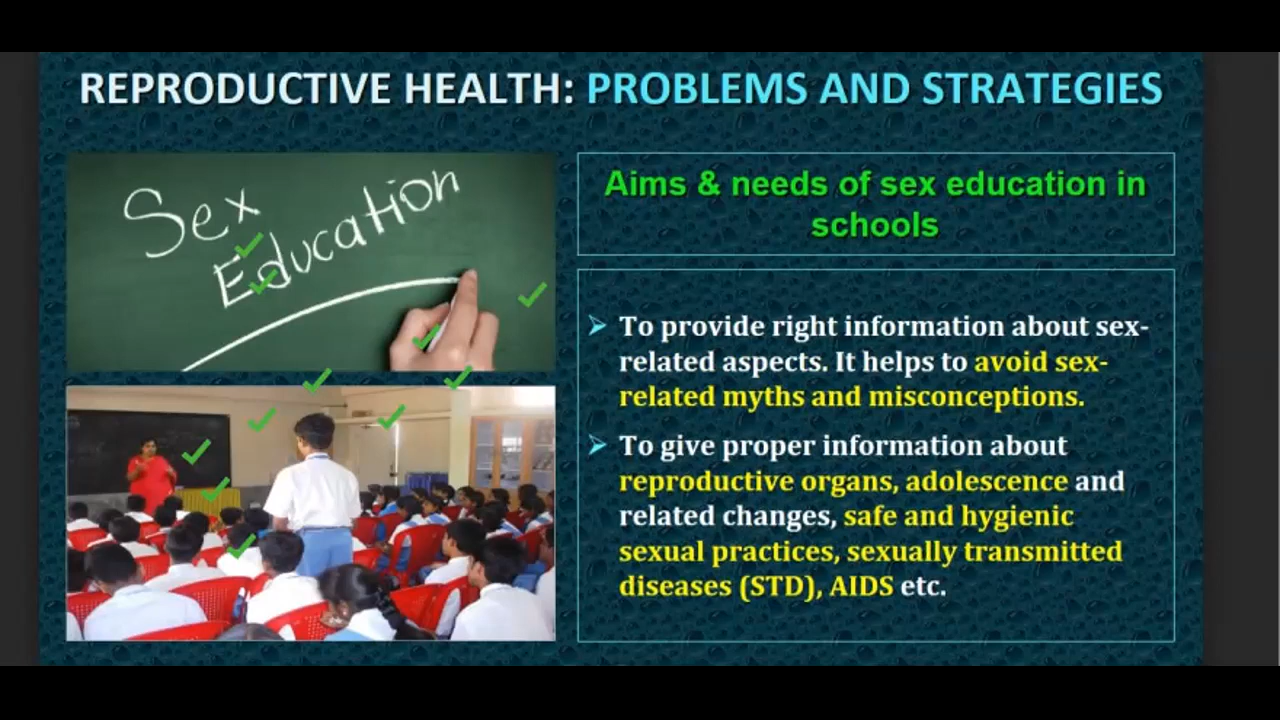 REPRODUCTIVE HEALTH: PROBLEMS AND STRATEGIES
Sex
Education
Aims & needs of sex education in
schools
To provide right information about sex-
related aspects. It helps to avoid sex-
related myths and misconceptions.
To give proper information about
reproductive organs, adolescence and
related changes, safe and hygienic
sexual practices, sexually transmitted
diseases (STD), AIDS etc.